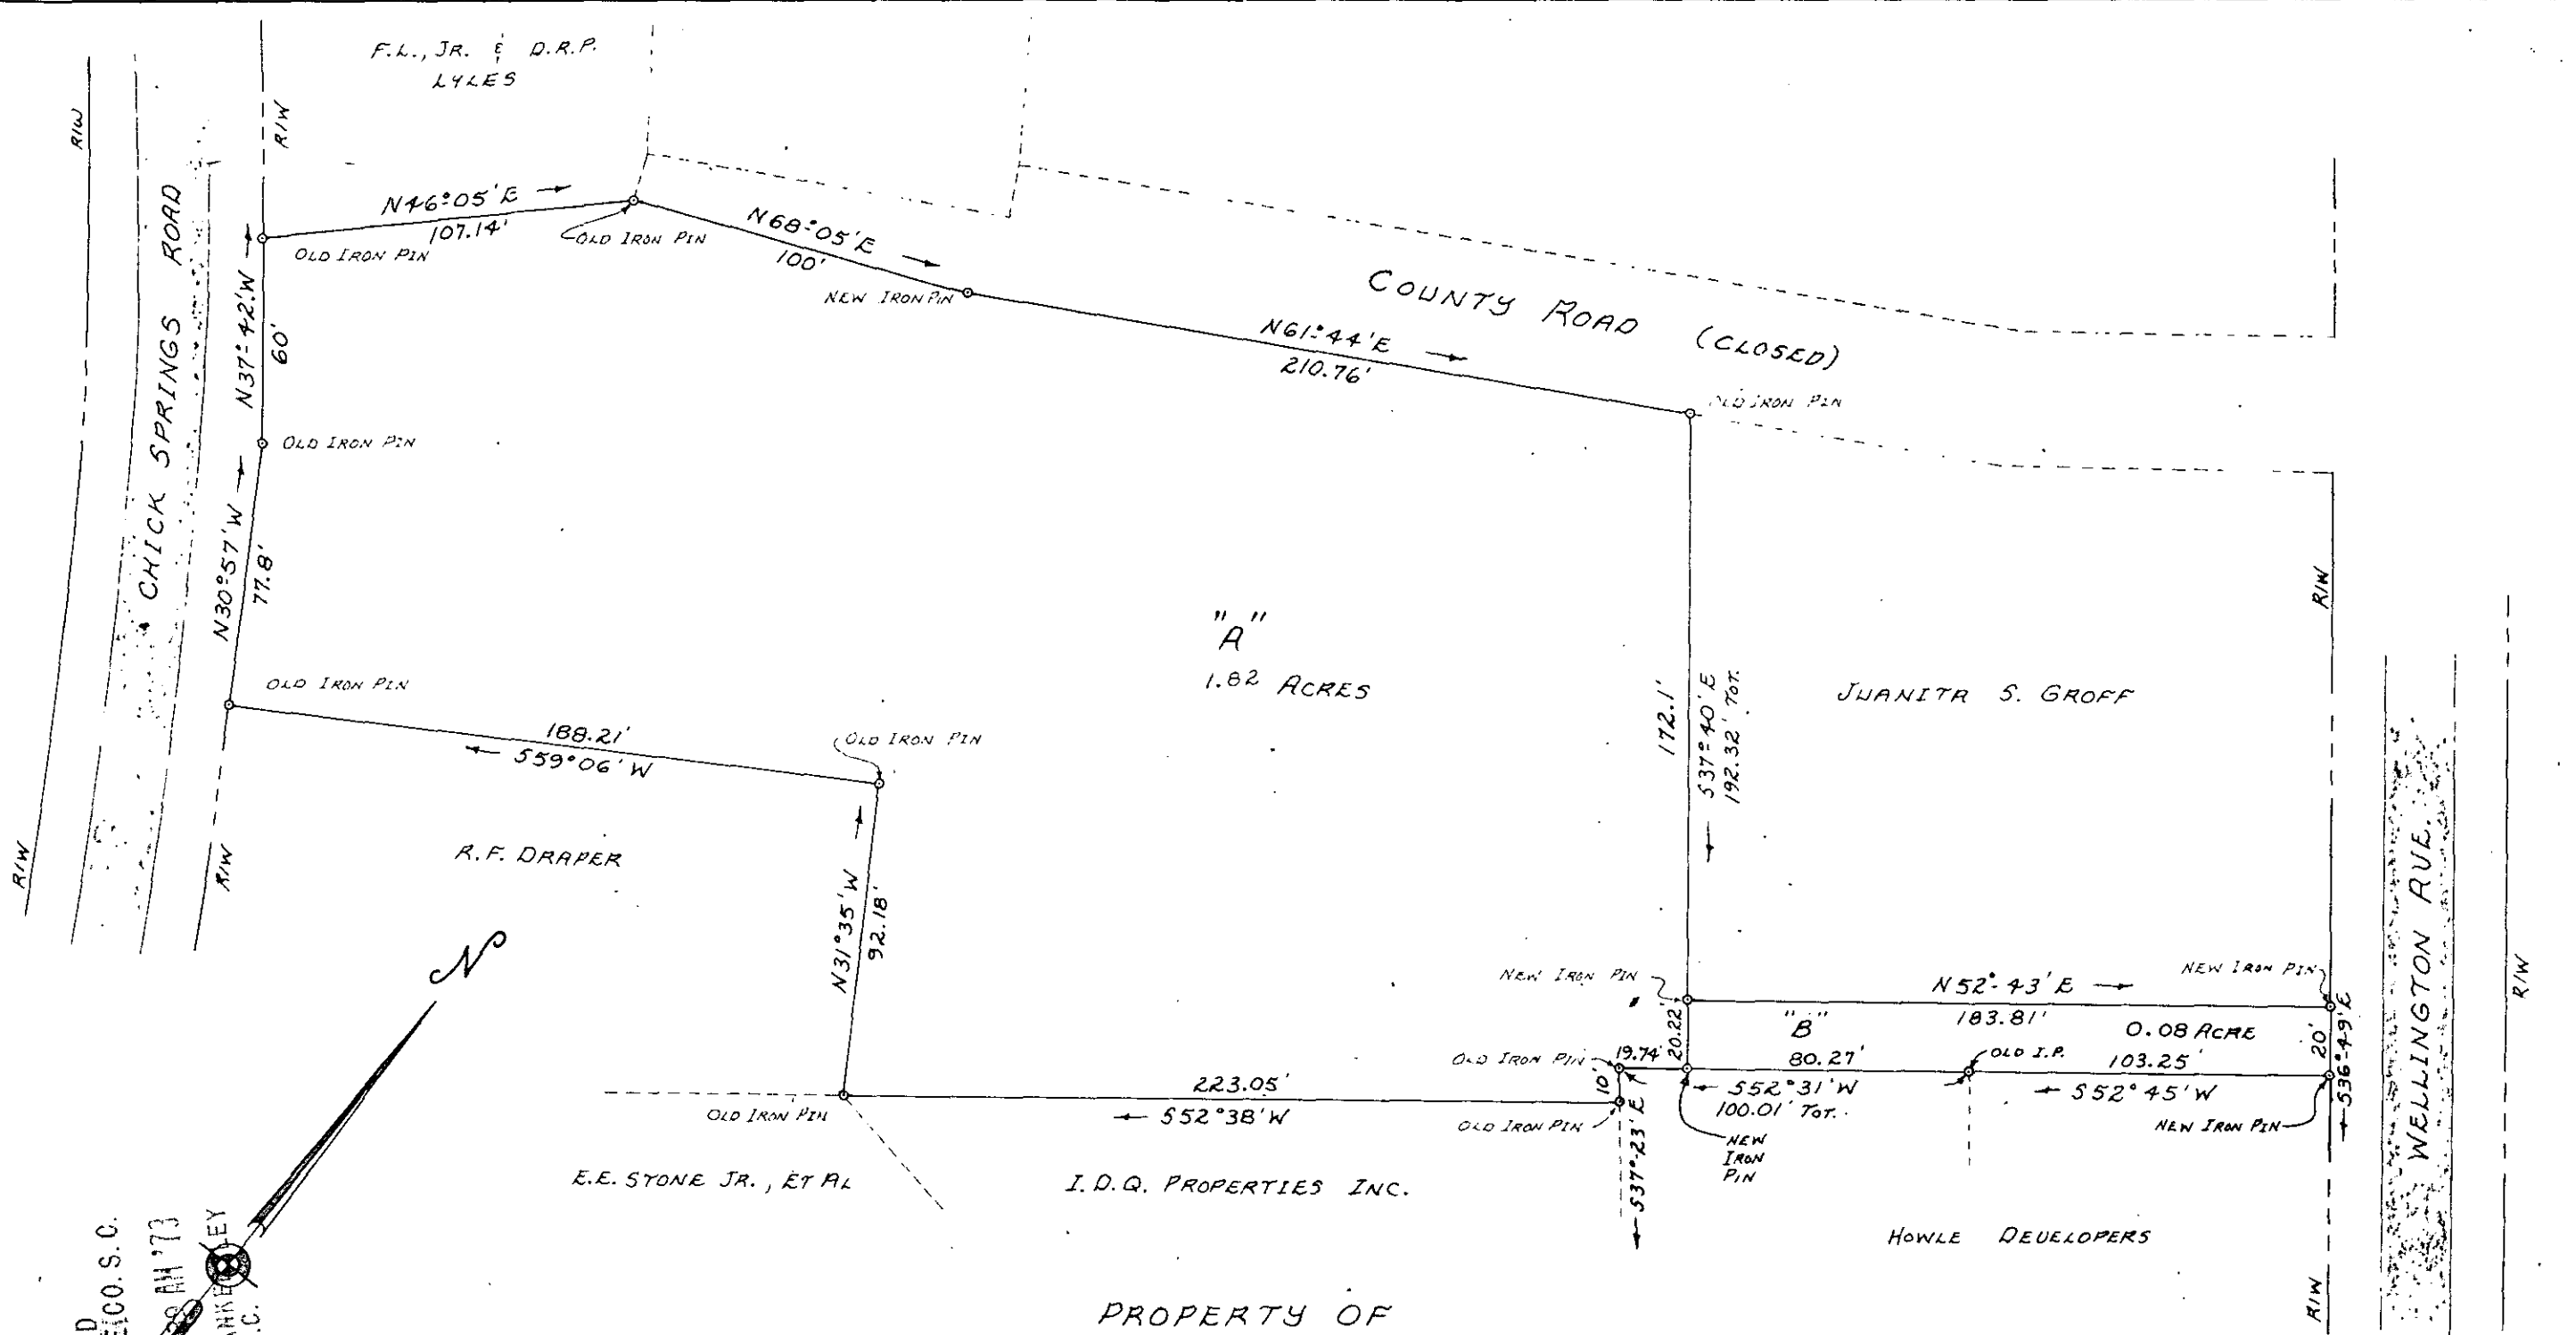 F.L., JR. & D.R.P.
LYLES
R/W
R/W
CHICK SPRINGS ROAD
N46°05'E
107.14'
OLD IRON PIN
OLD IRON PIN
N68°05'E
100'
NEW IRON PIN
N37°42'W
60'
COUNTY ROAD (CLOSED)
N61°44'E
210.76'
OLD IRON PIN
OLD IRON PIN
N30°57'W
77.8'
"A"
1.82 ACRES
OLD IRON PIN
188.21'
S59°06'W
OLD IRON PIN
172.1'
S37°40'E
192.32' TOT.
JUANITA S. GROFF
R/W
WELLINGTON AVE.
R/W
R.F. DRAPER
R/W
R/W
N31°35'W
92.18'
N
NEW IRON PIN
N52°43'E
183.81'
NEW IRON PIN
"B"
0.08 ACRE
20.22'
20'
S36°49'E
OLD IRON PIN
19.74'
80.27'
OLD I.P.
103.25'
10'
S52°31'W
100.01' TOT.
S52°45'W
NEW IRON PIN
NEW
IRON
PIN
S37°23'E
223.05'
S52°38'W
OLD IRON PIN
OLD IRON PIN
E.E. STONE JR., ET AL
I.D.Q. PROPERTIES INC.
HOWLE DEVELOPERS
R/W
CO. S. C.
AM '73
LEY
PROPERTY OF